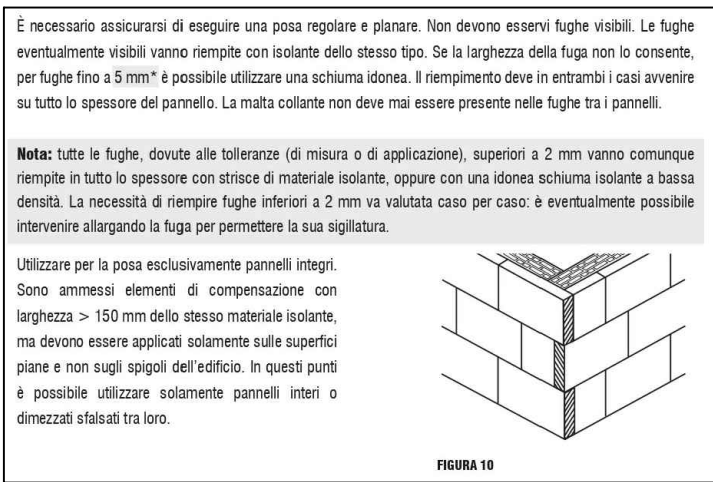 È necessario assicurarsi di eseguire una posa regolare e planare. Non devono esservi fughe visibili. Le fughe
eventualmente visibili vanno riempite con isolante dello stesso tipo. Se la larghezza della fuga non lo consente,
per fughe fino a 5 mm* è possibile utilizzare una schiuma idonea. Il riempimento deve in entrambi i casi avvenire
su tutto lo spessore del pannello. La malta collante non deve mai essere presente nelle fughe tra i pannelli.
Nota: tutte le fughe, dovute alle tolleranze (di misura o di applicazione), superiori a 2 mm vanno comunque
riempite in tutto lo spessore con strisce di materiale isolante, oppure con una idonea schiuma isolante a bassa
densità. La necessità di riempire fughe inferiori a 2 mm va valutata caso per caso: è eventualmente possibile
intervenire allargando la fuga per permettere la sua sigillatura.
Utilizzare per la posa esclusivamente pannelli integri.
Sono ammessi elementi di compensazione con
larghezza > 150 mm dello stesso materiale isolante,
ma devono essere applicati solamente sulle superfici
piane e non sugli spigoli dell'edificio. In questi punti
è possibile utilizzare solamente pannelli interi o
dimezzati sfalsati tra loro.
FIGURA 10